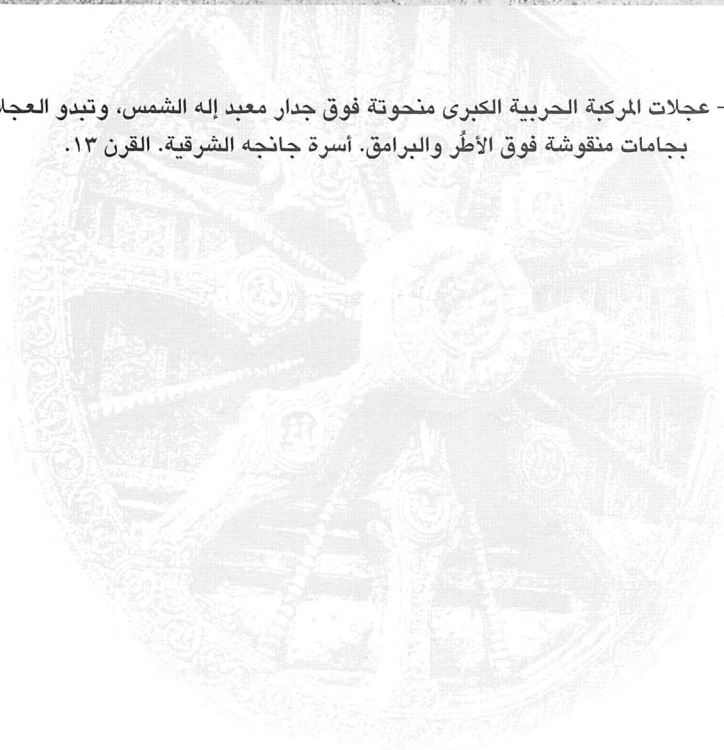 - عجلات المركبة الحربية الكبرى منحوتة فوق جدار معبد إله الشمس، وتبدو
بجامات منقوشة فوق الأطُر والبرامق. أسرة جانجه الشرقية. القرن ١٣.